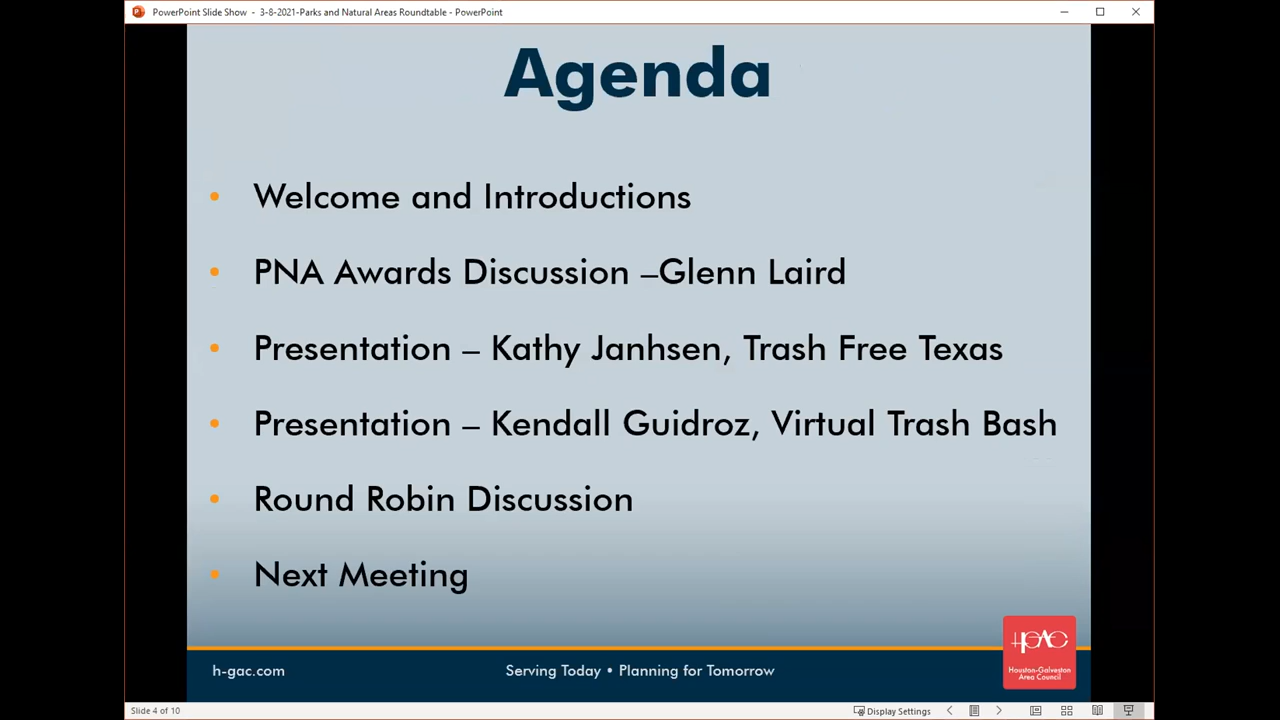 PowerPoint Slide Show - 3-8-2021-Parks and Natural Areas Roundtable - PowerPoint
Agenda
• Welcome and Introductions
• PNA Awards Discussion –Glenn Laird
• Presentation – Kathy Janhsen, Trash Free Texas
• Presentation – Kendall Guidroz, Virtual Trash Bash
• Round Robin Discussion
• Next Meeting
h-gac.com
Serving Today • Planning for Tomorrow
HGAC
Houston-Galveston
Area Council
Slide 4 of 10
Display Settings